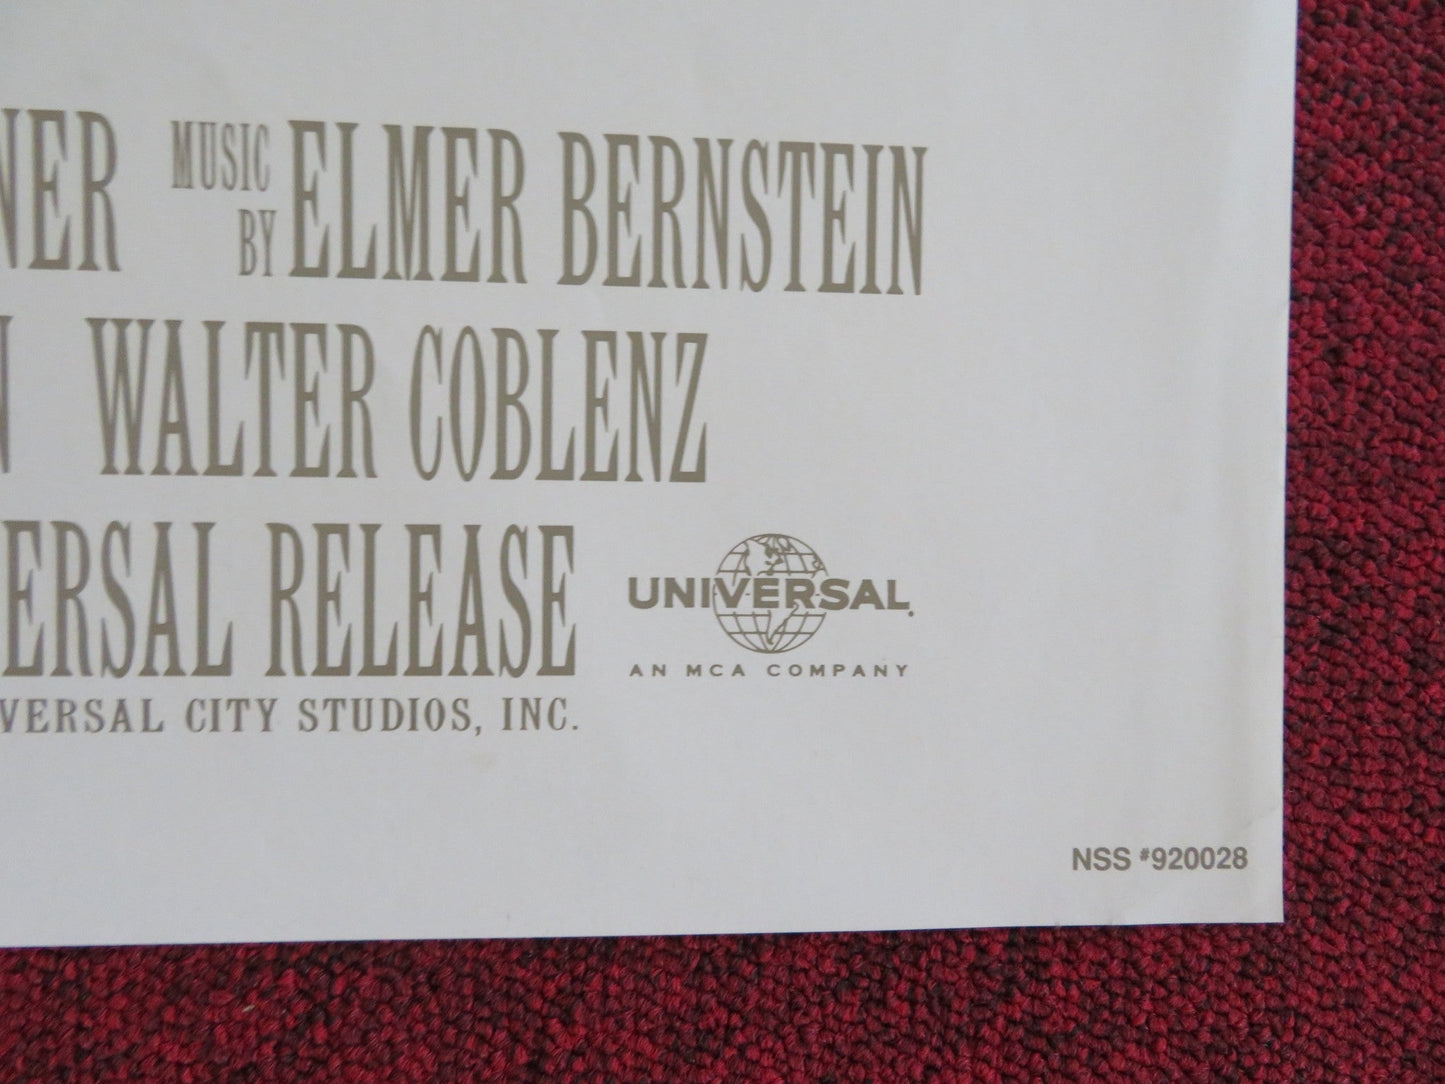 NER MUSIC BY ELMER BERNSTEIN
N WALTER COBLENZ
ERSAL RELEASE
UNIVERSAL
AN MCA COMPANY
VERSAL CITY STUDIOS, INC.
NSS #920028